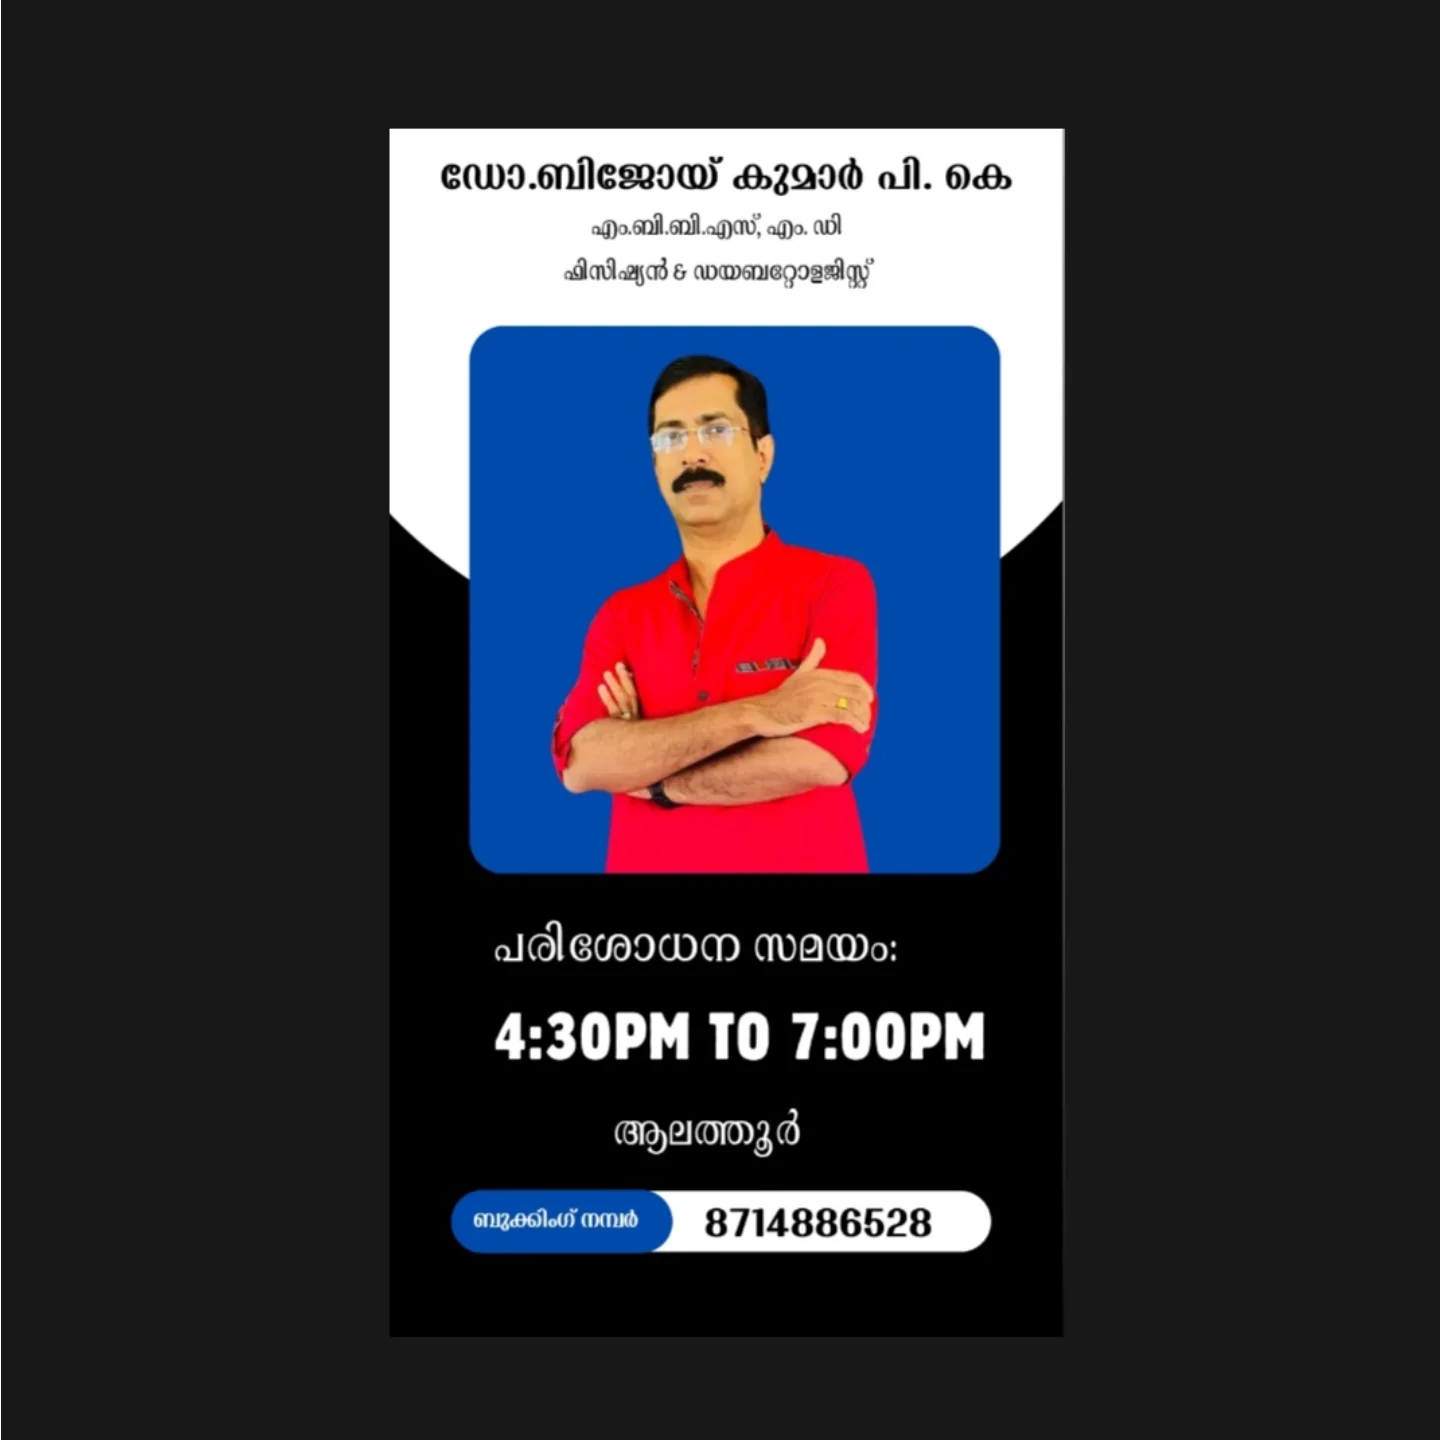 ഡോ.ബിജോയ് കുമാർ പി. കെ
എം.ബി.ബി.എസ്, എം. ഡി
ഫിസിഷ്യൻ & ഡയബറ്റോളജിസ്റ്റ്
പരിശോധന സമയം:
4:30PM TO 7:00PM
ആലത്തൂർ
ബുക്കിംഗ് നമ്പർ 8714886528